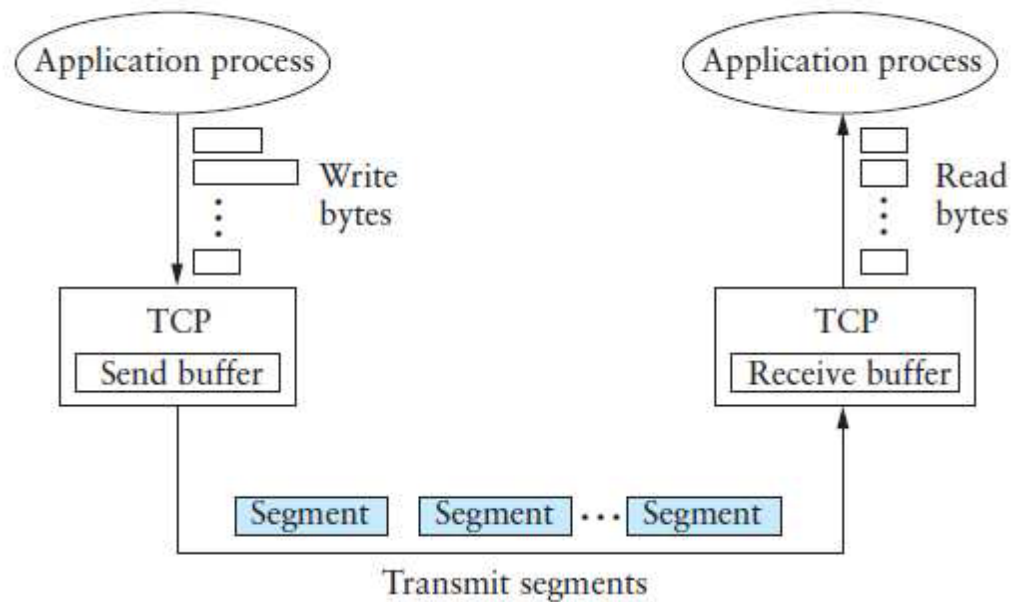 Application process
Application process
Write
bytes
Read
bytes
TCP
Send buffer
TCP
Receive buffer
Segment
Segment
Segment
Transmit segments